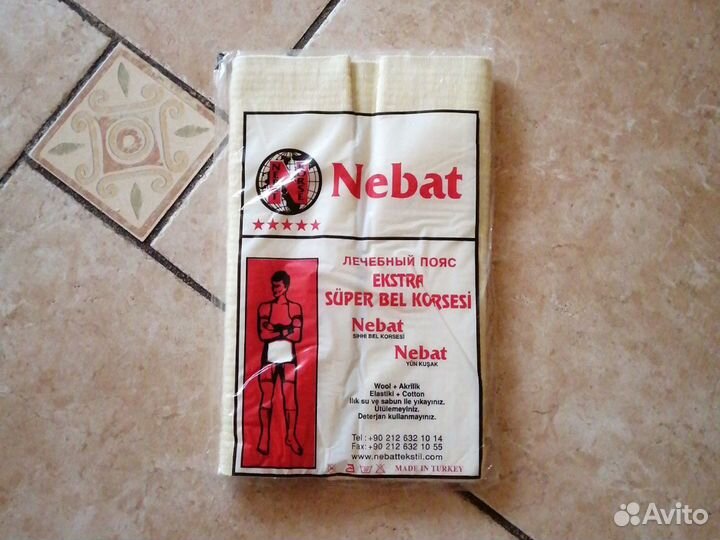 NEBAT KORSE
Nebat
ЛЕЧЕБНЫЙ ПОЯС
EKSTRA
SÜPER BEL KORSESİ
Nebat
SIHHI BEL KORSESİ
Nebat
YÜN KUŞAK
Wool + Akrilik
Elastiki + Cotton
Ilık su ve sabun ile yıkayınız.
Ütülemeyiniz.
Deterjan kullanmayınız.
Tel : +90 212 632 10 14
Fax: +90 212 632 10 55
www.nebattekstil.com
MADE IN TURKEY
Avito